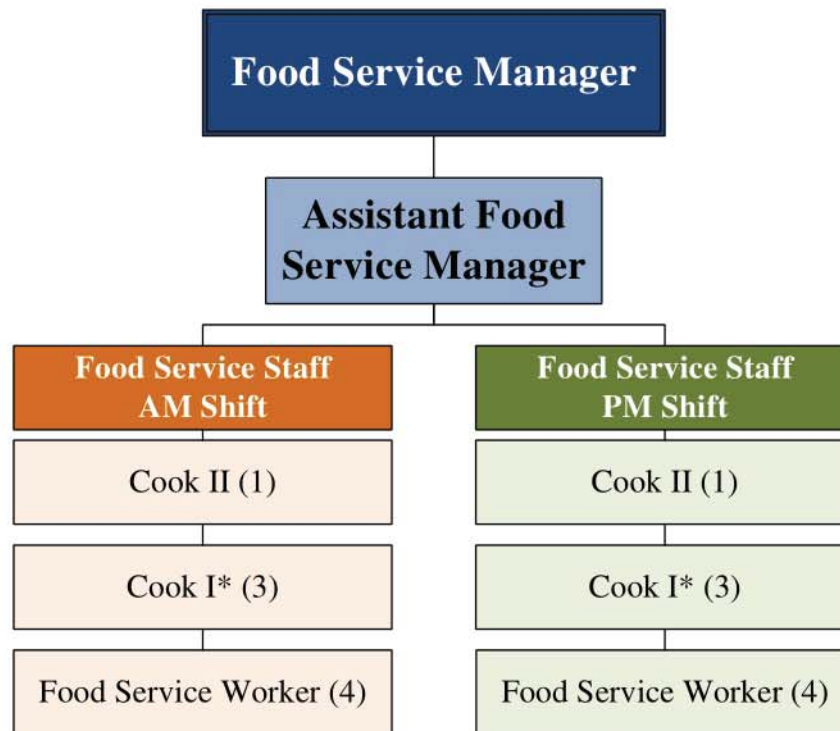 Food Service Manager
Assistant Food
Service Manager
Food Service Staff
AM Shift
Cook II (1)
Cook I* (3)
Food Service Worker (4)
Food Service Staff
PM Shift
Cook II (1)
Cook I* (3)
Food Service Worker (4)